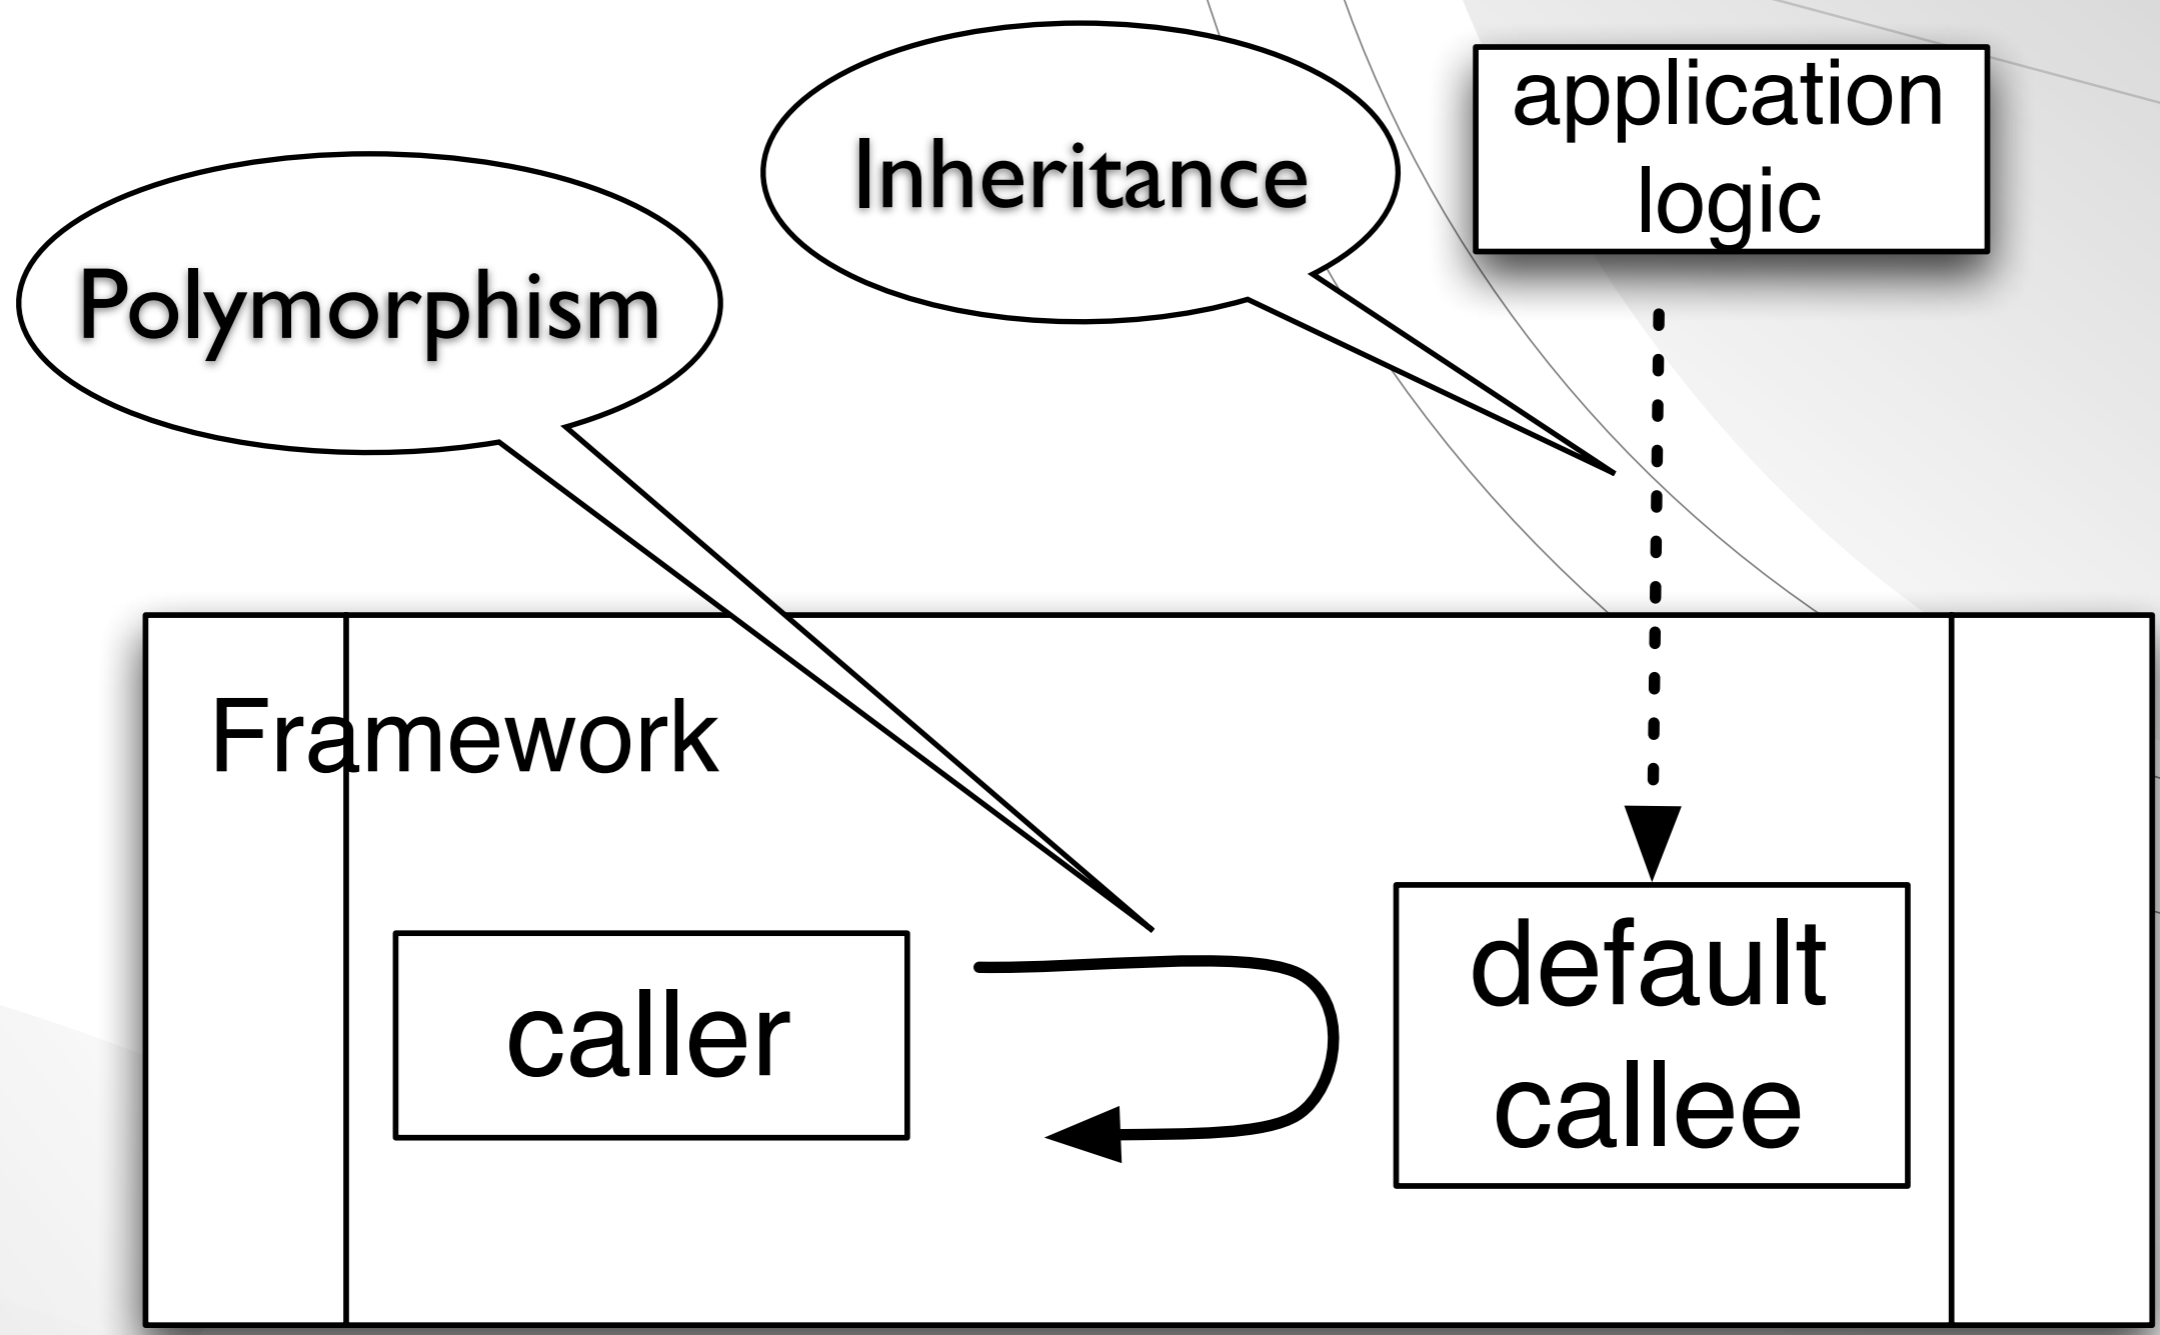 Inheritance
application
logic
Polymorphism
Framework
caller
default
callee